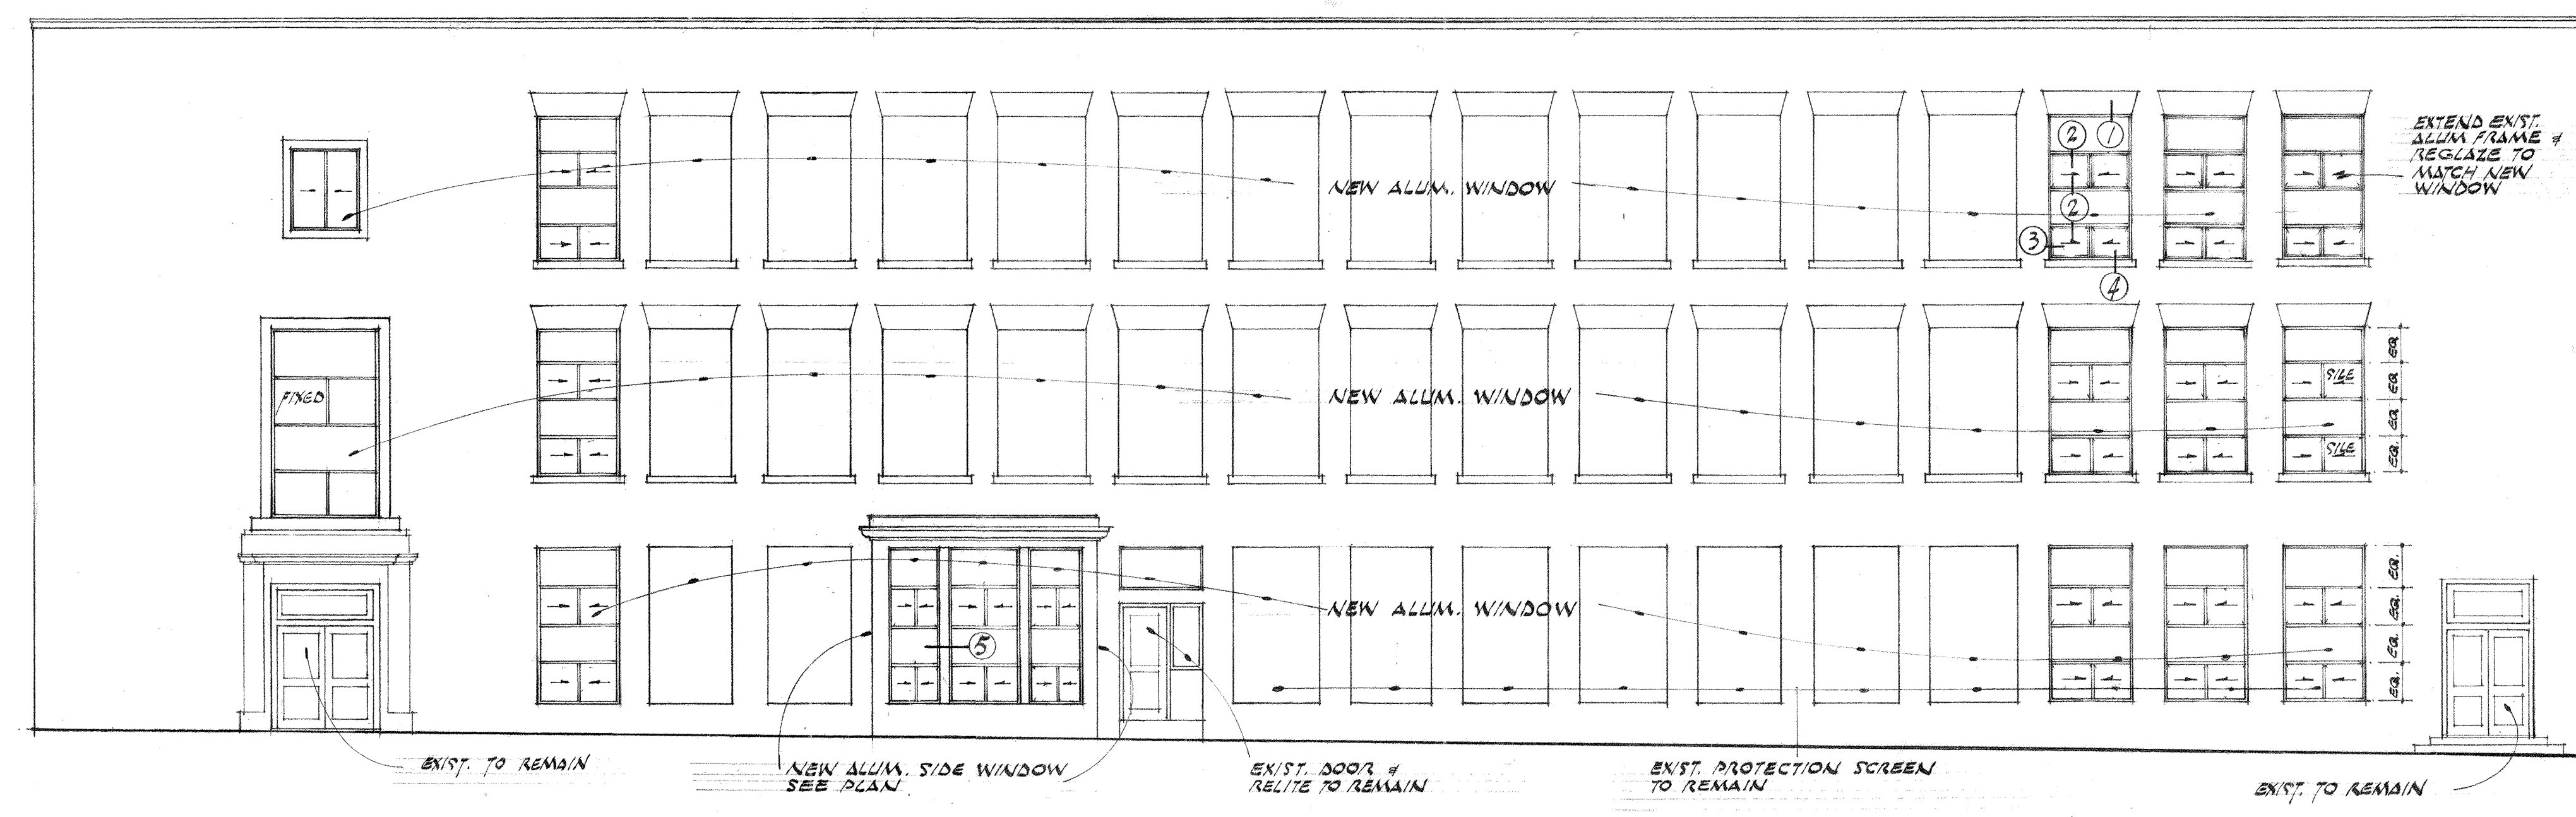 EXTEND EXIST.
ALUM FRAME &
REGLAZE TO
MATCH NEW
WINDOW
2
1
NEW ALUM. WINDOW
2
3
4
EQ.
EQ.
EQ.
EQ.
SILE
SILE
FIXED
NEW ALUM. WINDOW
EQ.
EQ.
EQ.
EQ.
NEW ALUM. WINDOW
5
EXIST. TO REMAIN
NEW ALUM. SIDE WINDOW
SEE PLAN
EXIST. DOOR &
RELITE TO REMAIN
EXIST. PROTECTION SCREEN
TO REMAIN
EXIST. TO REMAIN